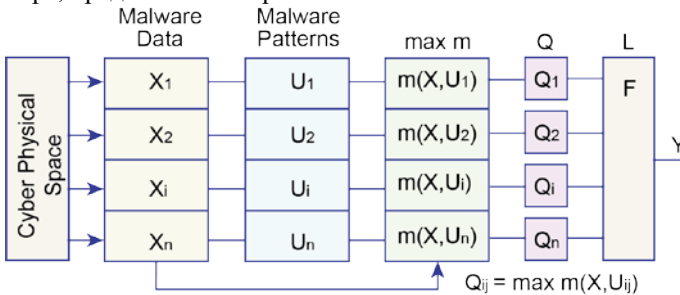 Malware Data
Malware Patterns
max m
Q
L
Cyber Physical Space
X1
U1
m(X,U1)
Q1
F
X2
U2
m(X,U2)
Q2
Y
Xi
Ui
m(X,Ui)
Qi
Xn
Un
m(X,Un)
Qn
Qij = max m(X,Uij)